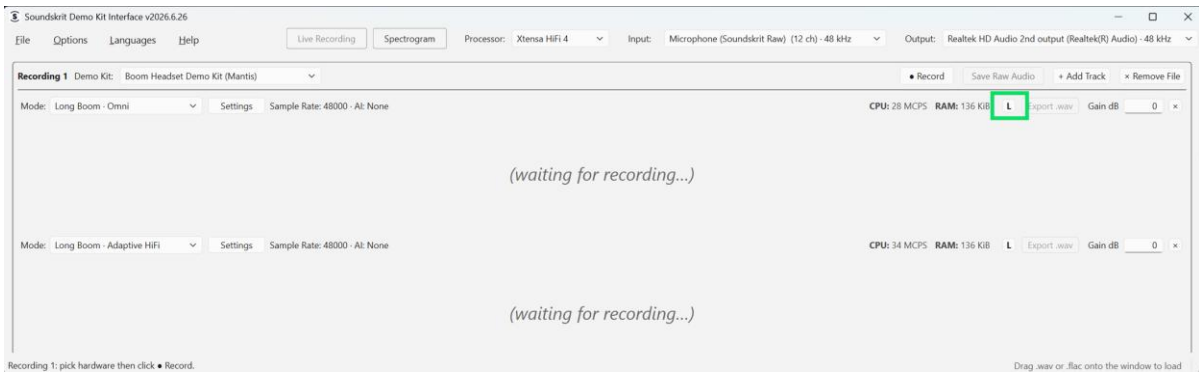 Soundskrit Demo Kit Interface v2026.6.26
File Options Languages Help Live Recording Spectrogram Processor: Xtensa HiFi 4 Input: Microphone (Soundskrit Raw) (12 ch) - 48 kHz Output: Realtek HD Audio 2nd output (Realtek(R) Audio) - 48 kHz
Recording 1 Demo Kit: Boom Headset Demo Kit (Mantis) ● Record Save Raw Audio + Add Track × Remove File
Mode: Long Boom - Omni Settings Sample Rate: 48000 - AI: None CPU: 28 MCPS RAM: 136 KiB L Export .wav Gain dB 0 ×
(waiting for recording...)
Mode: Long Boom - Adaptive HiFi Settings Sample Rate: 48000 - AI: None CPU: 34 MCPS RAM: 136 KiB L Export .wav Gain dB 0 ×
(waiting for recording...)
Recording 1: pick hardware then click ● Record. Drag .wav or .flac onto the window to load